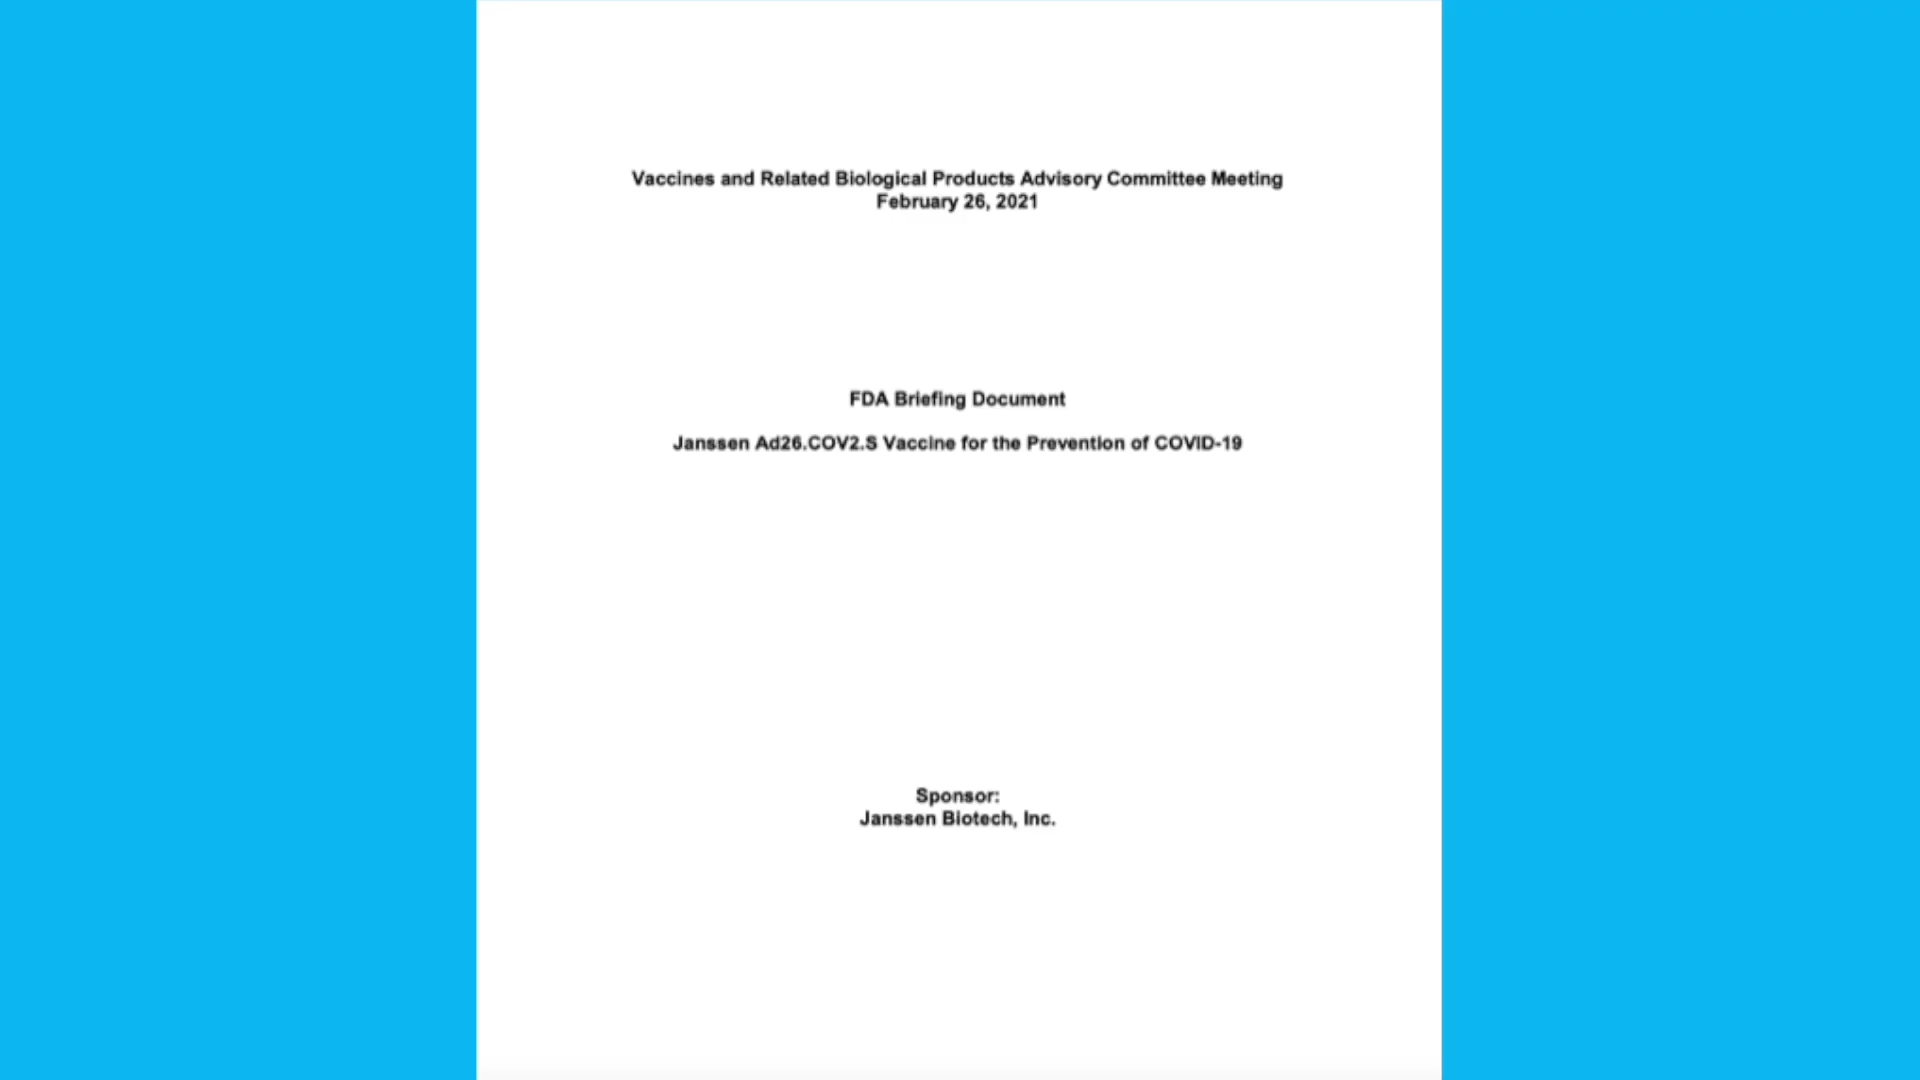 Vaccines and Related Biological Products Advisory Committee Meeting
February 26, 2021
FDA Briefing Document
Janssen Ad26.COV2.S Vaccine for the Prevention of COVID-19
Sponsor:
Janssen Biotech, Inc.